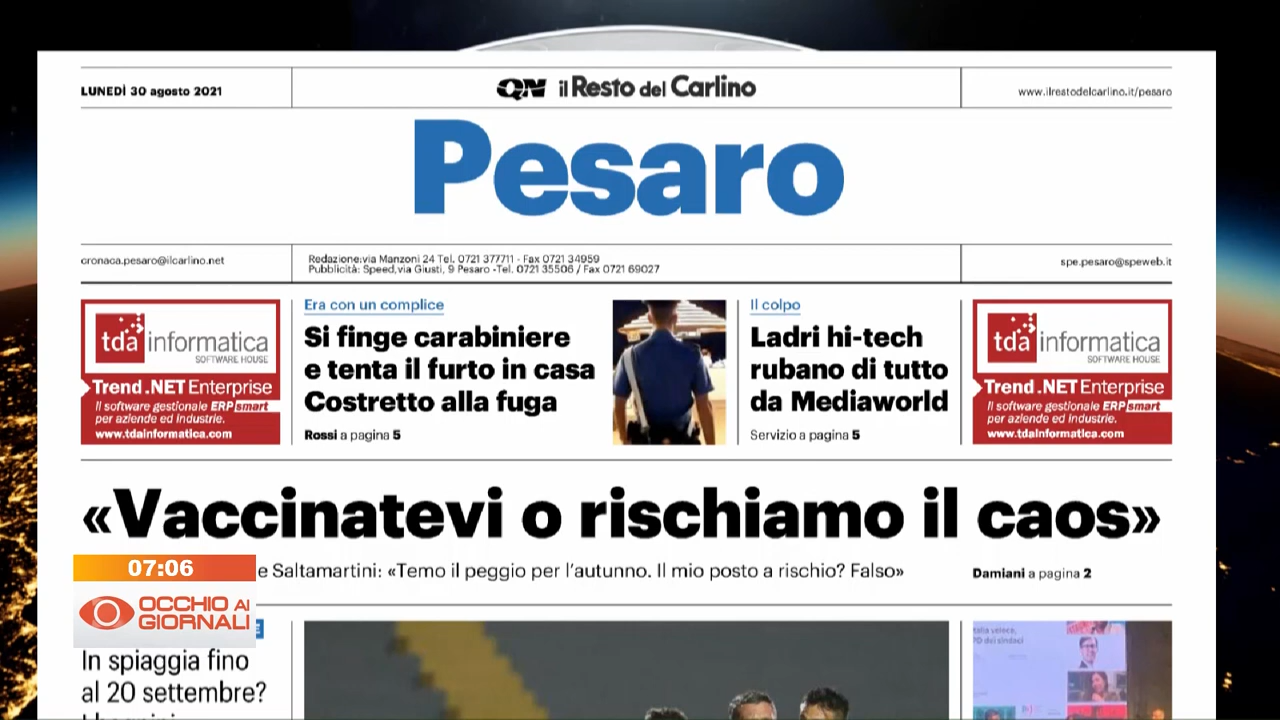 LUNEDÌ 30 agosto 2021
QN il Resto del Carlino
www.ilrestodelcarlino.it/pesaro
Pesaro
cronaca.pesaro@ilcarlino.net
Redazione:via Manzoni 24 Tel. 0721 377711 - Fax 0721 34959
Pubblicità: Speed,via Giusti, 9 Pesaro -Tel. 0721 35506 / Fax 0721 69027
spe.pesaro@speweb.it
tda informatica
SOFTWARE HOUSE
Trend .NET Enterprise
Il software gestionale ERP smart
per aziende ed industrie.
www.tdainformatica.com
Era con un complice
Si finge carabiniere
e tenta il furto in casa
Costretto alla fuga
Rossi a pagina 5
Il colpo
Ladri hi-tech
rubano di tutto
da Mediaworld
Servizio a pagina 5
tda informatica
SOFTWARE HOUSE
Trend .NET Enterprise
Il software gestionale ERP smart
per aziende ed industrie.
www.tdainformatica.com
«Vaccinatevi o rischiamo il caos»
e Saltamartini: «Temo il peggio per l'autunno. Il mio posto a rischio? Falso»
Damiani a pagina 2
07:06
OCCHIO AI
GIORNALI
In spiaggia fino
al 20 settembre?